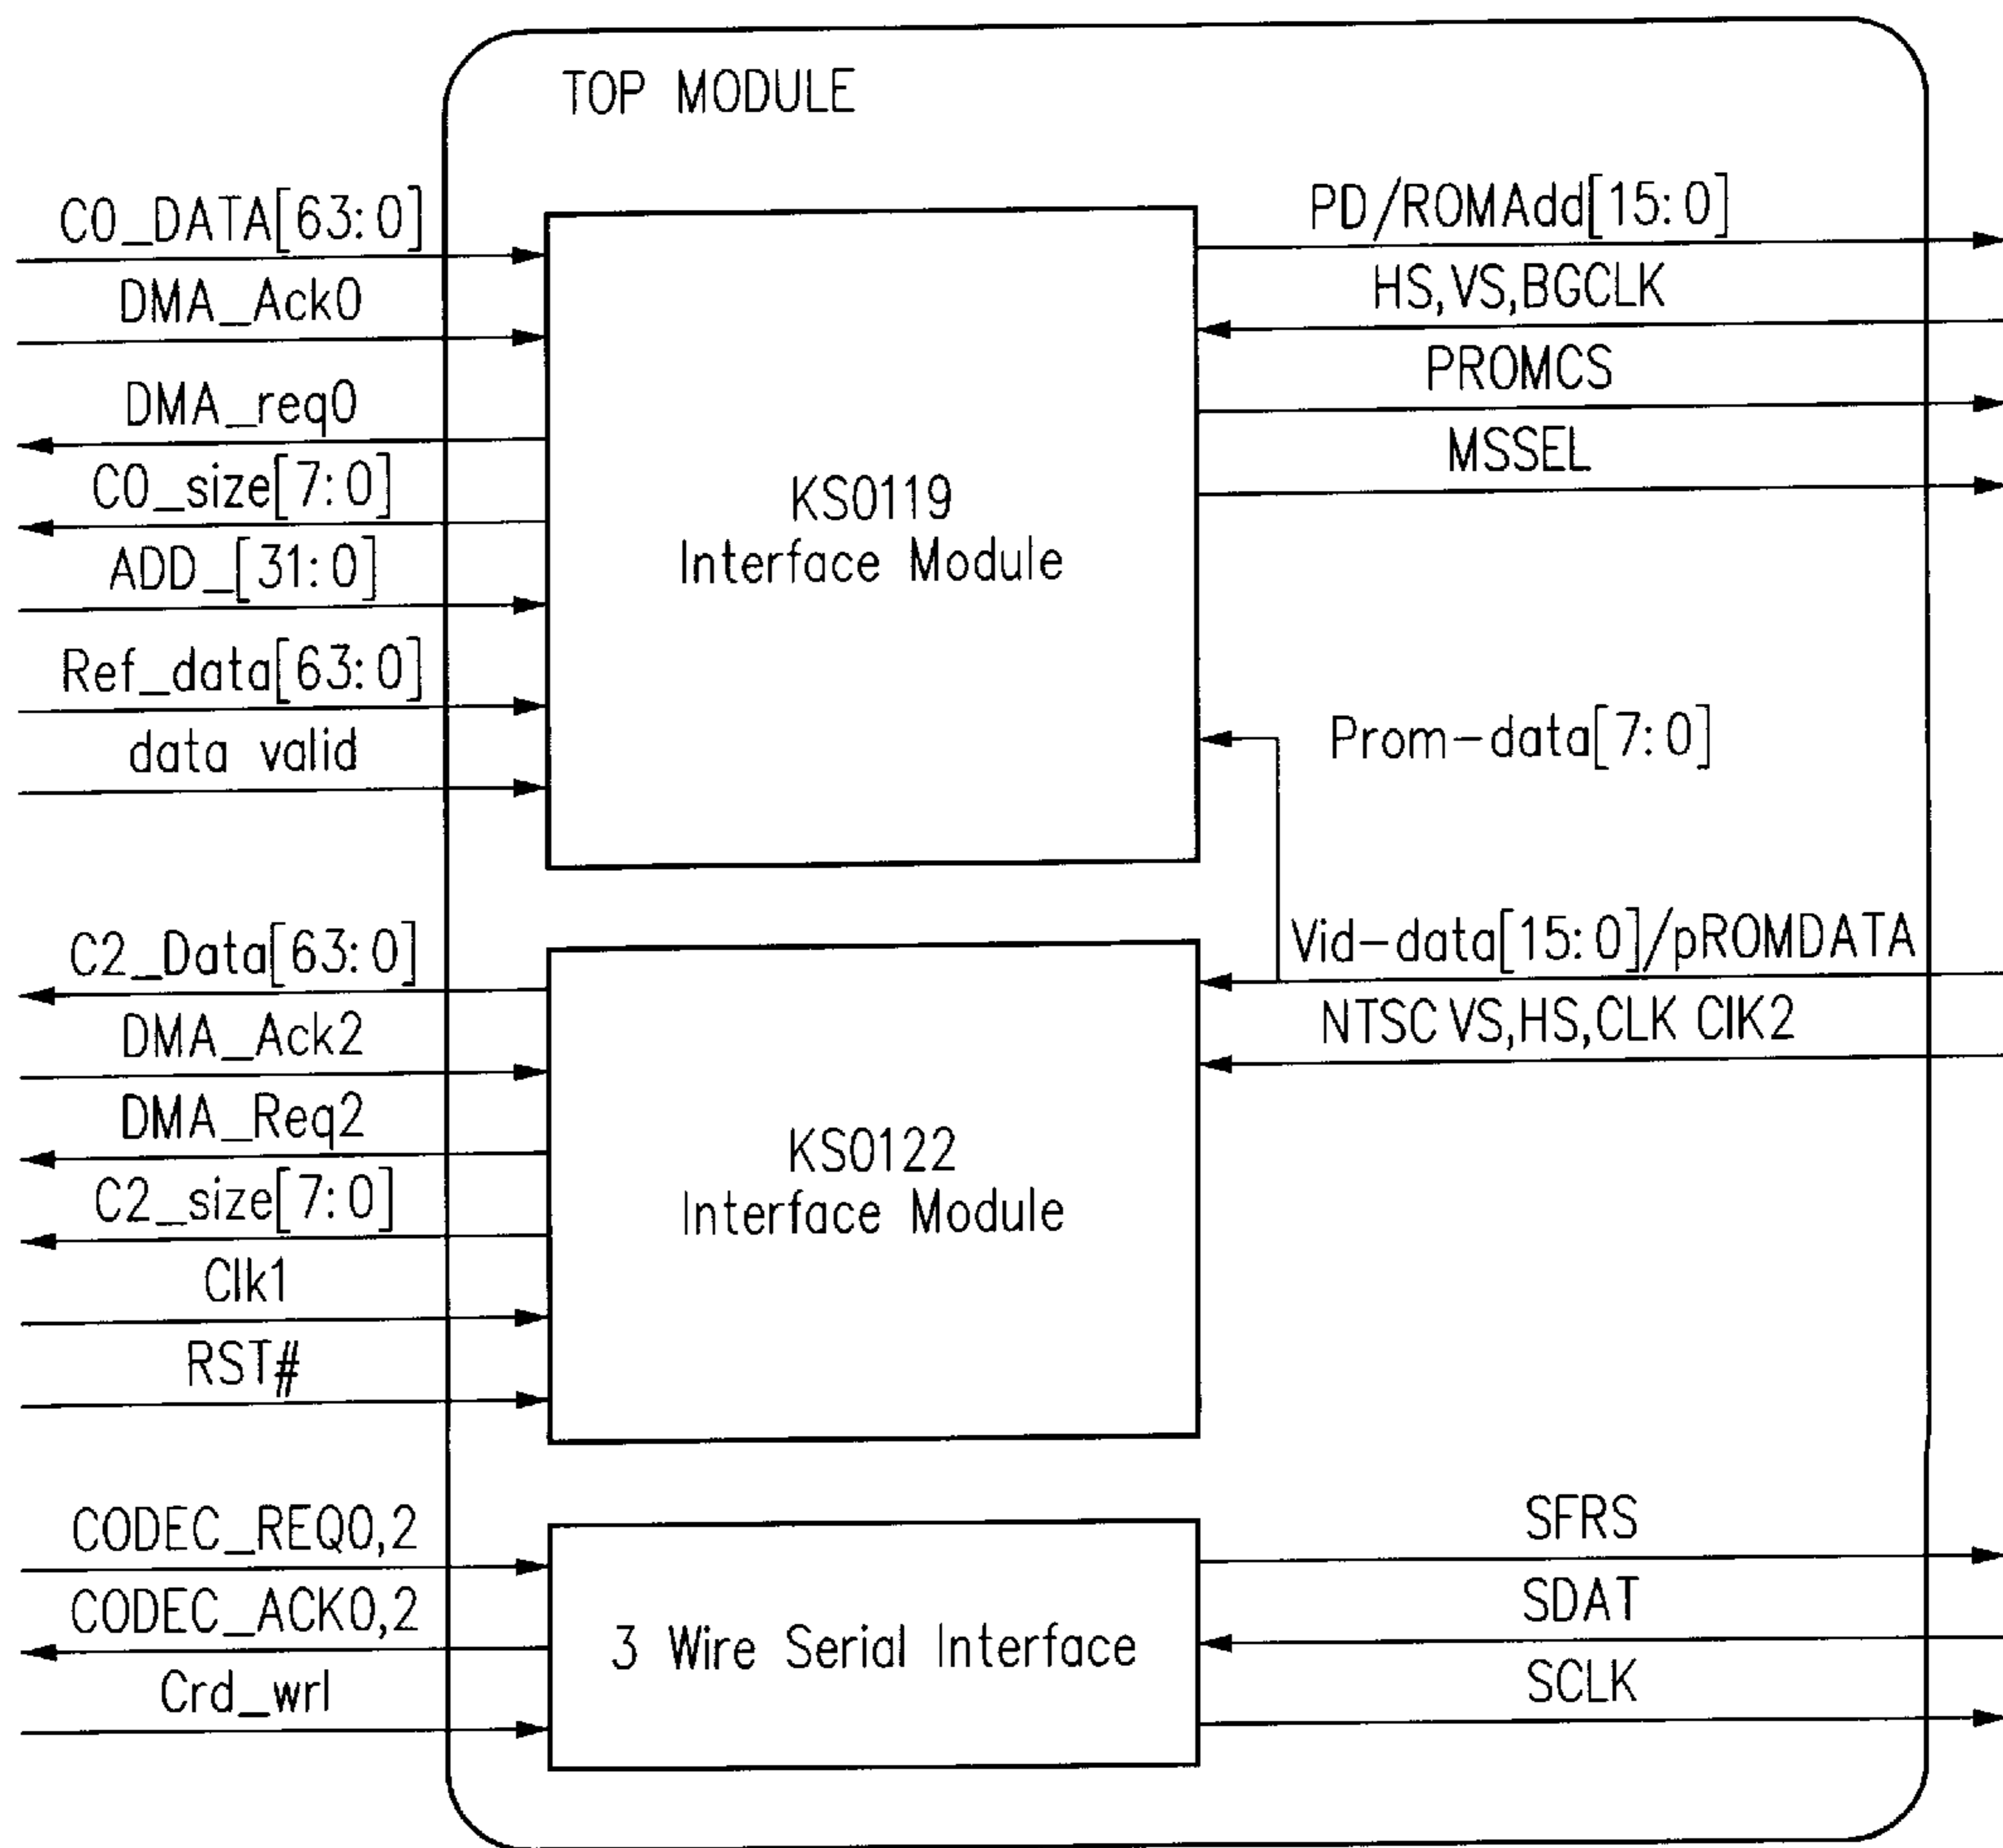 TOP MODULE
C0_DATA[63:0]
DMA_Ack0
DMA_req0
C0_size[7:0]
ADD_[31:0]
Ref_data[63:0]
data valid
KS0119
Interface Module
PD/ROMAdd[15:0]
HS,VS,BGCLK
PROMCS
MSSEL
Prom-data[7:0]
C2_Data[63:0]
DMA_Ack2
DMA_Req2
C2_size[7:0]
Clk1
RST#
KS0122
Interface Module
Vid-data[15:0]/pROMDATA
NTSC VS,HS,CLK ClK2
CODEC_REQ0,2
CODEC_ACK0,2
Crd_wrl
3 Wire Serial Interface
SFRS
SDAT
SCLK